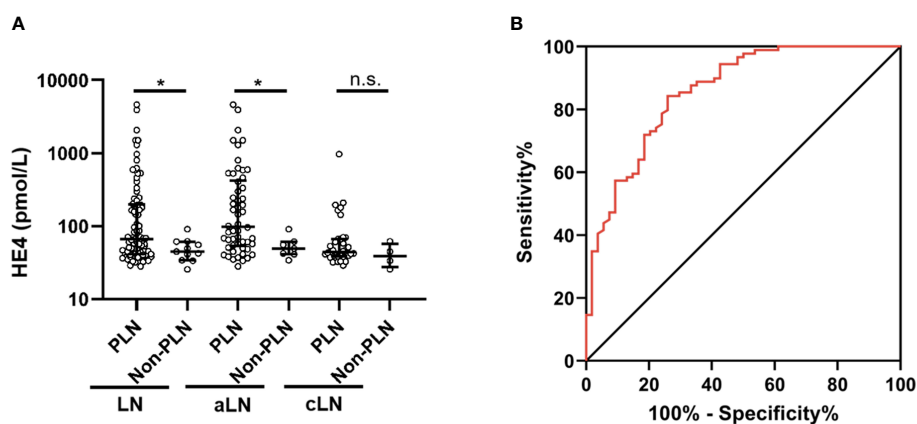 A
HE4 (pmol/L)
10000
1000
100
10
*
*
n.s.
PLN
Non-PLN
PLN
Non-PLN
PLN
Non-PLN
LN
aLN
cLN
B
Sensitivity%
100
80
60
40
20
0
0 20 40 60 80 100
100% - Specificity%